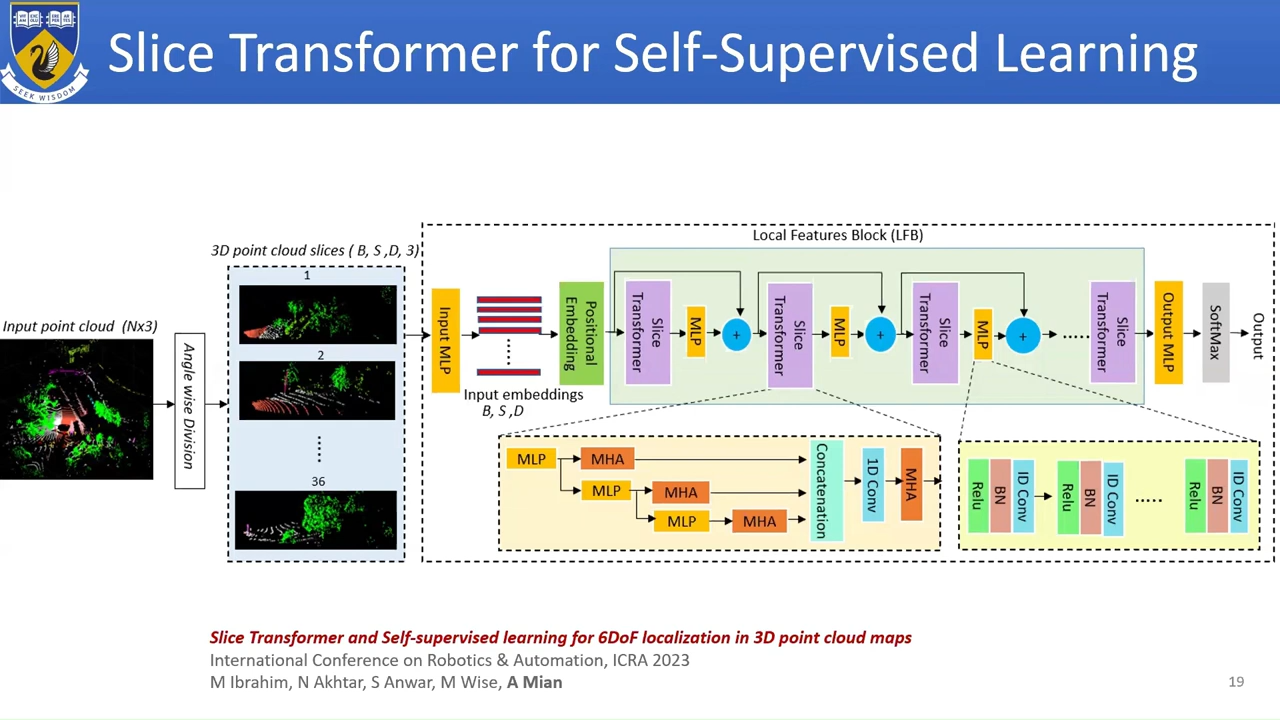 SEEK WISDOM
Slice Transformer for Self-Supervised Learning
Input point cloud (Nx3)
Angle wise Division
3D point cloud slices ( B, S ,D, 3)
1
2
36
Input MLP
Input embeddings
B, S ,D
Positional
Embedding
Local Features Block (LFB)
Slice
Transformer
MLP
+
Slice
Transformer
MLP
+
Slice
Transformer
MLP
+
Slice
Transformer
Output MLP
SoftMax
Output
MLP
MHA
MLP
MHA
MLP
MHA
Concatenation
1D Conv
MHA
Relu
BN
ID Conv
Relu
BN
ID Conv
Relu
BN
ID Conv
Slice Transformer and Self-supervised learning for 6DoF localization in 3D point cloud maps
International Conference on Robotics & Automation, ICRA 2023
M Ibrahim, N Akhtar, S Anwar, M Wise, A Mian
19